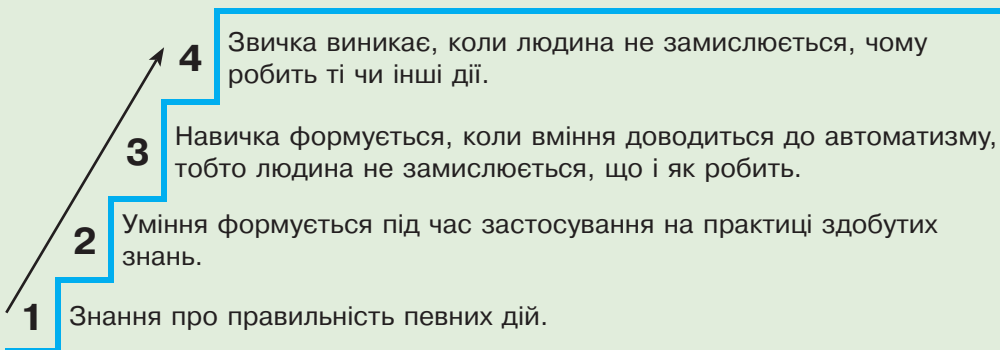 4 Звичка виникає, коли людина не замислюється, чому
робить ті чи інші дії.
3 Навичка формується, коли вміння доводиться до автоматизму,
тобто людина не замислюється, що і як робить.
2 Уміння формується під час застосування на практиці здобутих
знань.
1 Знання про правильність певних дій.